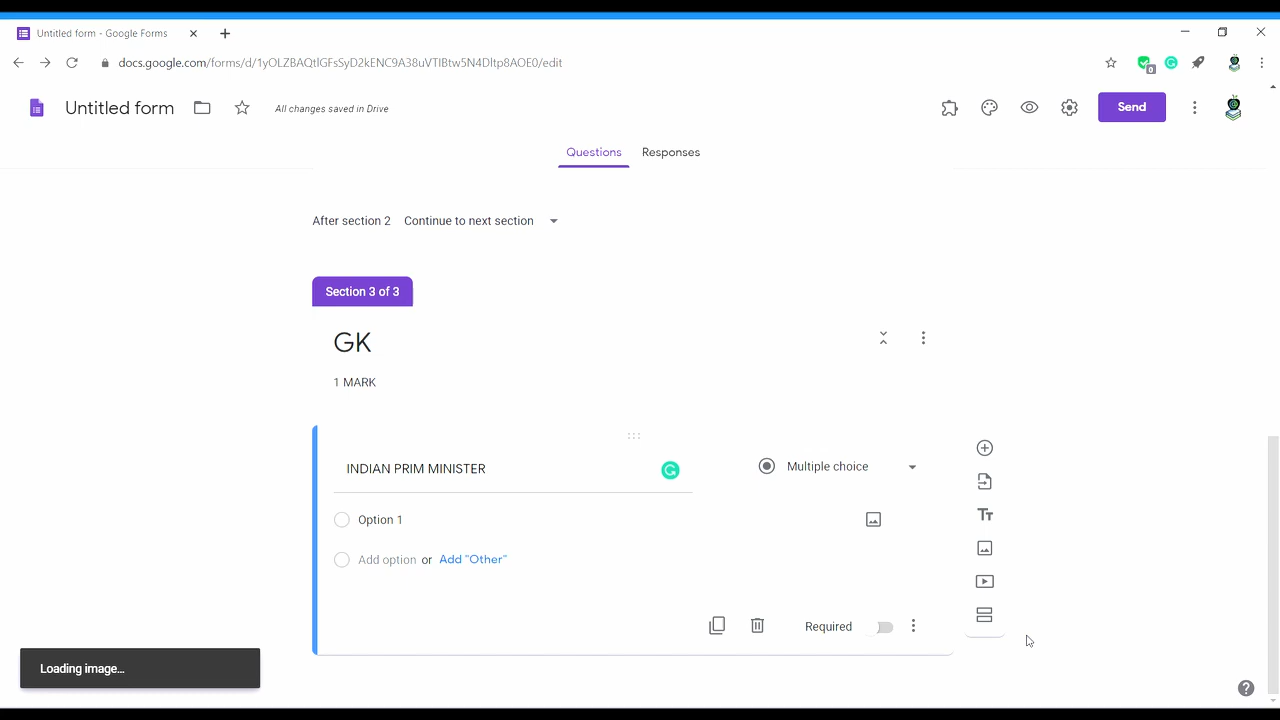 Untitled form - Google Forms
docs.google.com/forms/d/1yOLZBAQtlGFsSyD2kENC9A38uVTlBtw5N4Dltp8AOE0/edit
0
Untitled form
All changes saved in Drive
Send
Questions
Responses
After section 2 Continue to next section
Section 3 of 3
GK
1 MARK
INDIAN PRIM MINISTER
Multiple choice
Option 1
Add option or Add "Other"
Required
Loading image...